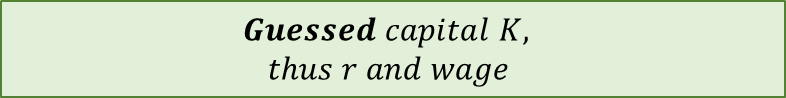 Guessed capital K,
thus r and wage